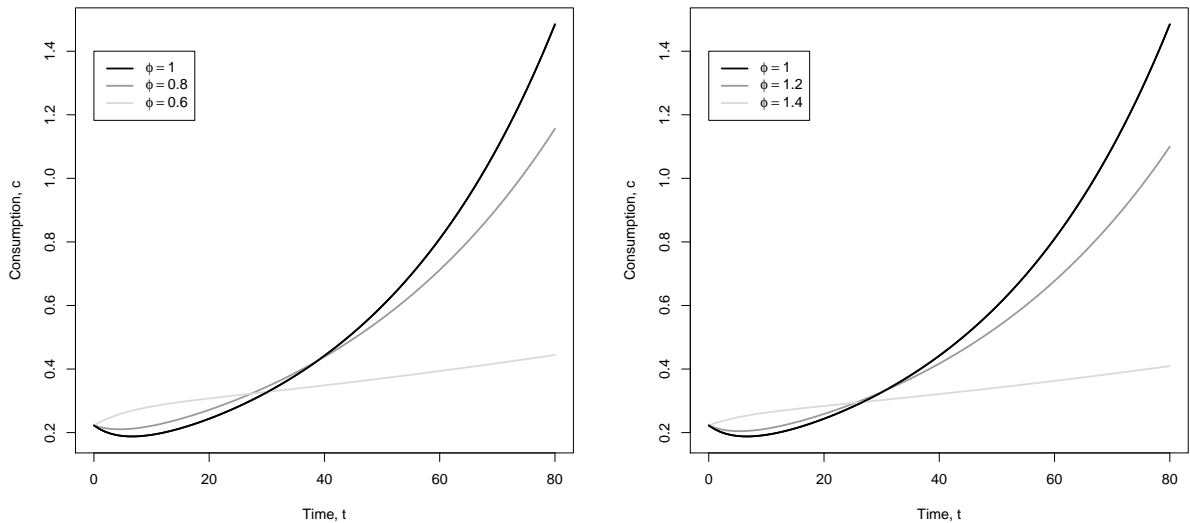 Consumption, c
1.4
1.2
1.0
0.8
0.6
0.4
0.2
ϕ = 1
ϕ = 0.8
ϕ = 0.6
0 20 40 60 80
Time, t
Consumption, c
1.4
1.2
1.0
0.8
0.6
0.4
0.2
ϕ = 1
ϕ = 1.2
ϕ = 1.4
0 20 40 60 80
Time, t